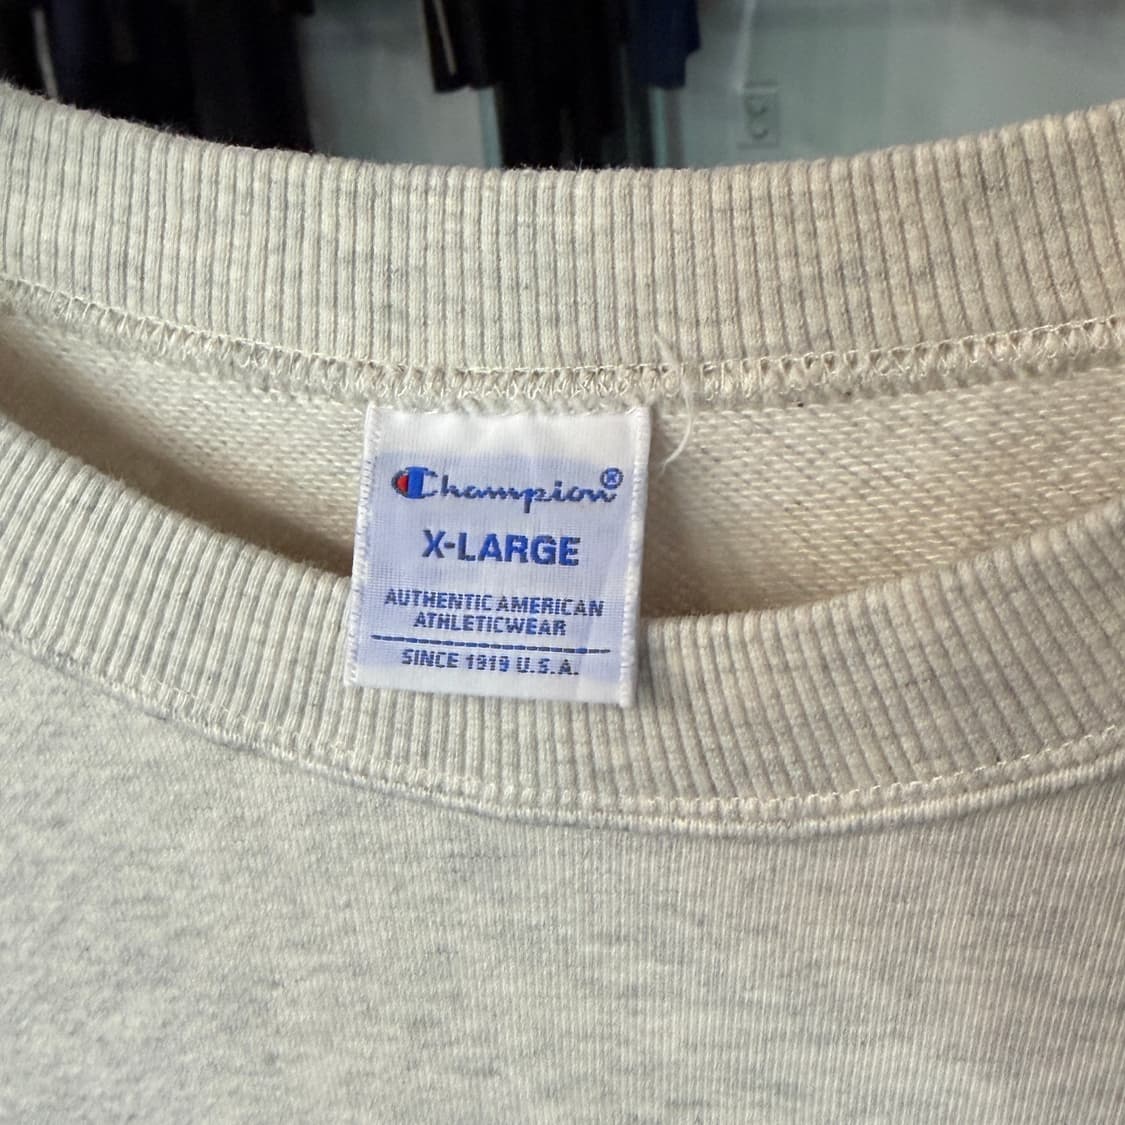 Champion®
X-LARGE
AUTHENTIC AMERICAN
ATHLETICWEAR
SINCE 1919 U.S.A.